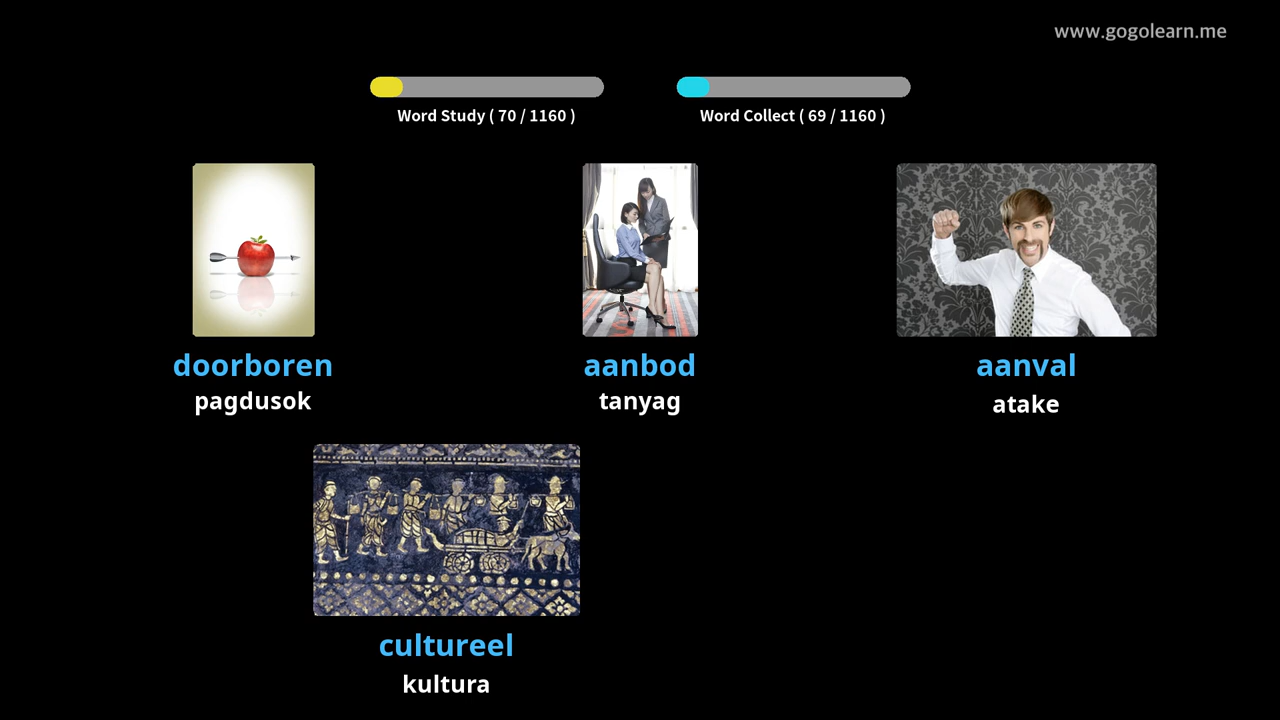 www.gogolearn.me
Word Study ( 70 / 1160 )
Word Collect ( 69 / 1160 )
doorboren
pagdusok
aanbod
tanyag
aanval
atake
cultureel
kultura